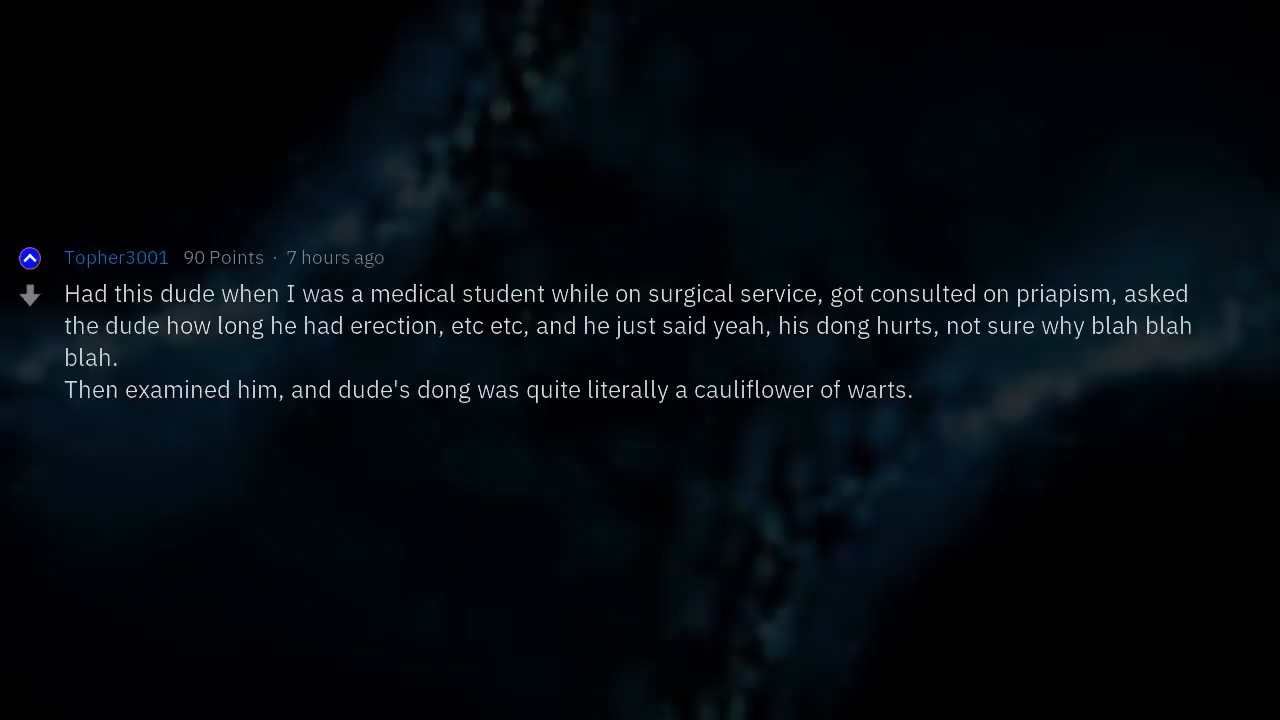 Topher3001 90 Points · 7 hours ago
Had this dude when I was a medical student while on surgical service, got consulted on priapism, asked
the dude how long he had erection, etc etc, and he just said yeah, his dong hurts, not sure why blah blah
blah.
Then examined him, and dude's dong was quite literally a cauliflower of warts.